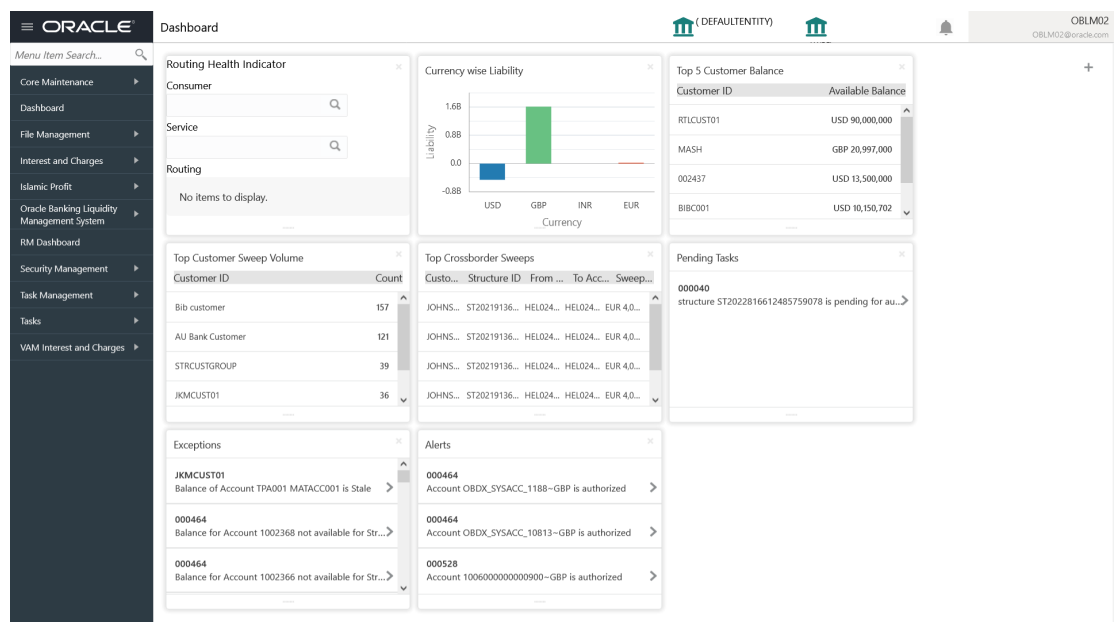 ORACLE®
Dashboard
( DEFAULTENTITY)
OBLM02
OBLM02@oracle.com
Menu Item Search...
Core Maintenance
Dashboard
File Management
Interest and Charges
Islamic Profit
Oracle Banking Liquidity
Management System
RM Dashboard
Security Management
Task Management
Tasks
VAM Interest and Charges
Routing Health Indicator
Consumer
Service
Routing
No items to display.
Currency wise Liability
1.6B
0.8B
0.0
-0.8B
Liability
USD GBP INR EUR
Currency
Top 5 Customer Balance
Customer ID Available Balance
RTLCUST01 USD 90,000,000
MASH GBP 20,997,000
002437 USD 13,500,000
BIBC001 USD 10,150,702
Top Customer Sweep Volume
Customer ID Count
Bib customer 157
AU Bank Customer 121
STRCUSTGROUP 39
JKMCUST01 36
Top Crossborder Sweeps
Custo... Structure ID From ... To Acc... Sweep...
JOHNS... ST20219136... HEL024... HEL024... EUR 4,0...
JOHNS... ST20219136... HEL024... HEL024... EUR 4,0...
JOHNS... ST20219136... HEL024... HEL024... EUR 4,0...
JOHNS... ST20219136... HEL024... HEL024... EUR 4,0...
Pending Tasks
000040
structure ST2022816612485759078 is pending for au...
Exceptions
JKMCUST01
Balance of Account TPA001 MATACC001 is Stale
000464
Balance for Account 1002368 not available for Str...
000464
Balance for Account 1002366 not available for Str...
Alerts
000464
Account OBDX_SYSACC_1188~GBP is authorized
000464
Account OBDX_SYSACC_10813~GBP is authorized
000528
Account 1006000000000900~GBP is authorized